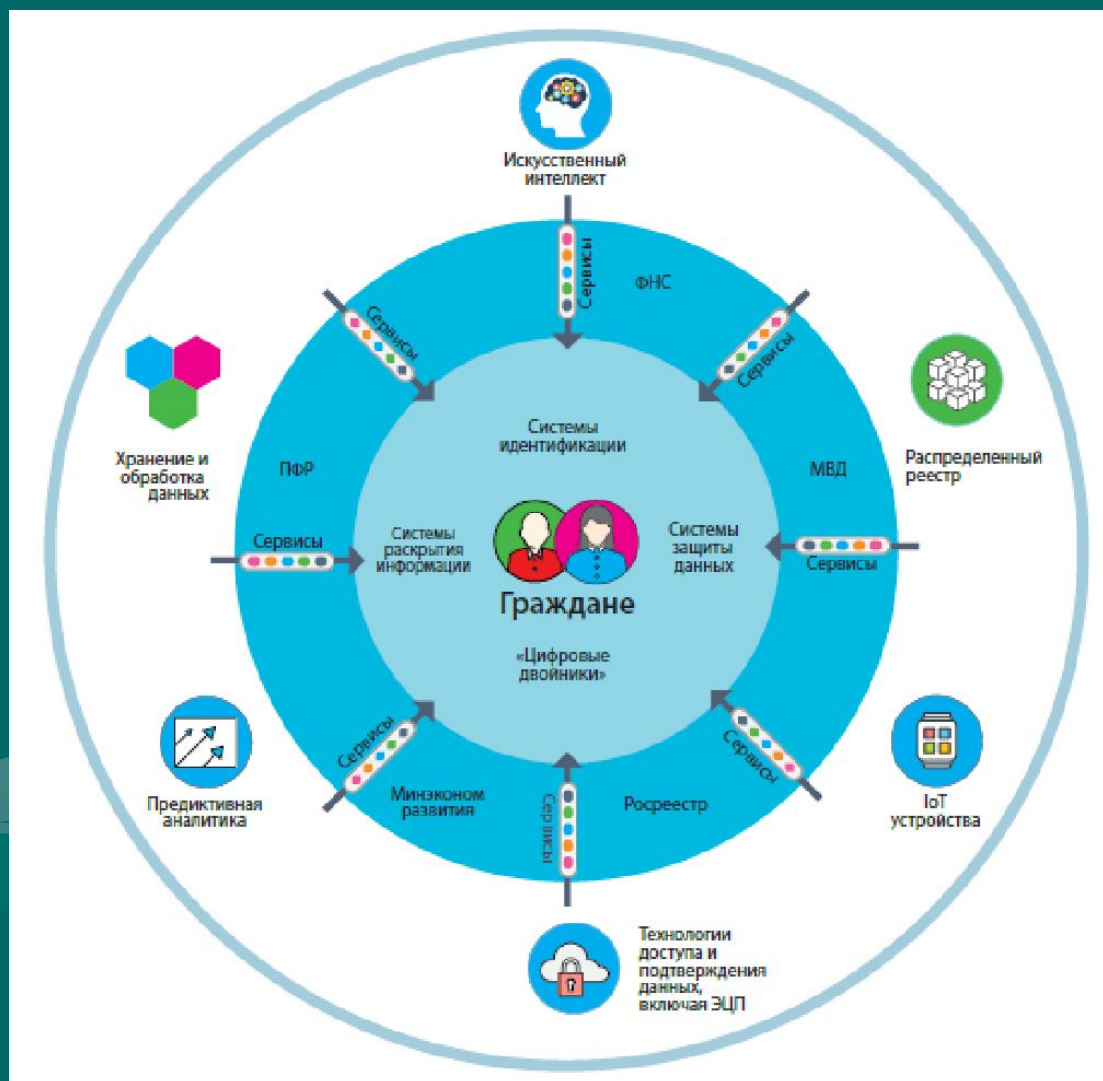 Искусственный
интеллект
Сервисы
ФНС
Сервисы
Сервисы
Системы
идентификации
Хранение и
обработка
данных
ПФР
МВД
Распределенный
реестр
Сервисы
Системы
раскрытия
информации
Системы
защиты
данных
Сервисы
Граждане
«Цифровые
двойники»
Сервисы
Сервисы
Предиктивная
аналитика
Минэконом
развития
Сервисы
Росреестр
IoT
устройства
Технологии
доступа и
подтверждения
данных,
включая ЭЦП